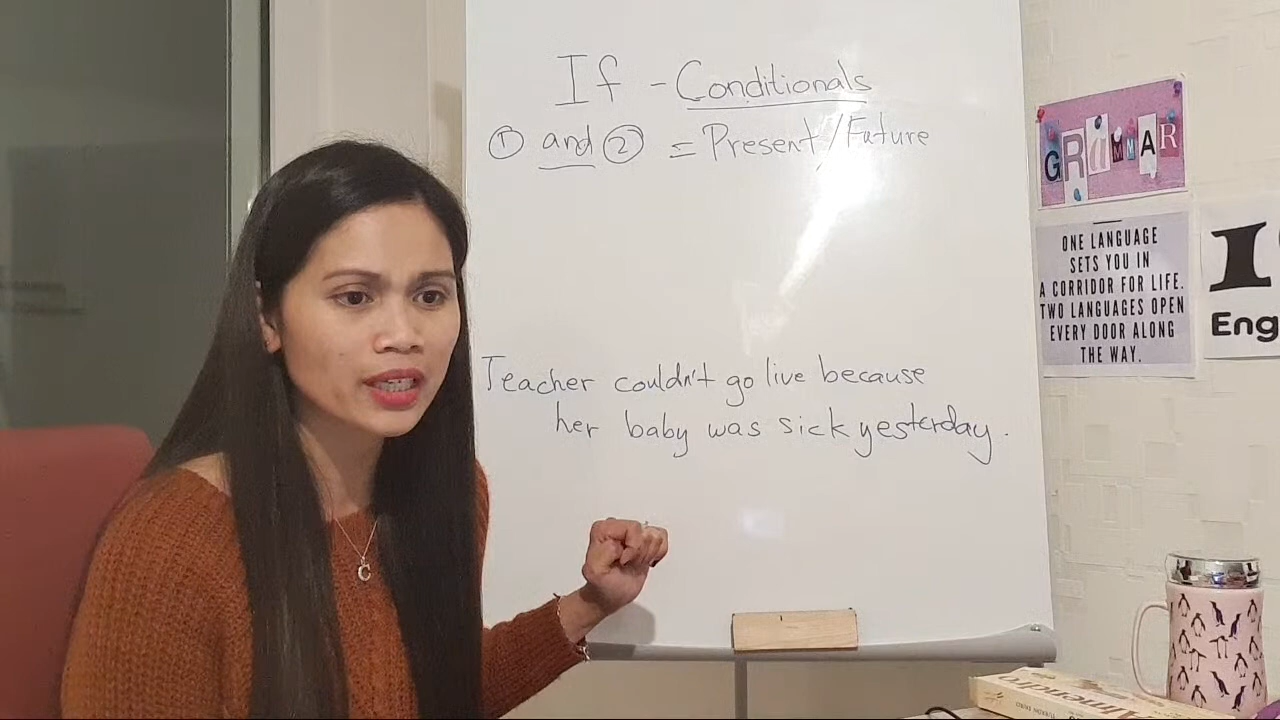 If - Conditionals
① and ② = Present/Future
Teacher couldn't go live because
her baby was sick yesterday.
GRAMMAR
ONE LANGUAGE
SETS YOU IN
A CORRIDOR FOR LIFE.
TWO LANGUAGES OPEN
EVERY DOOR ALONG
THE WAY.
I
Eng